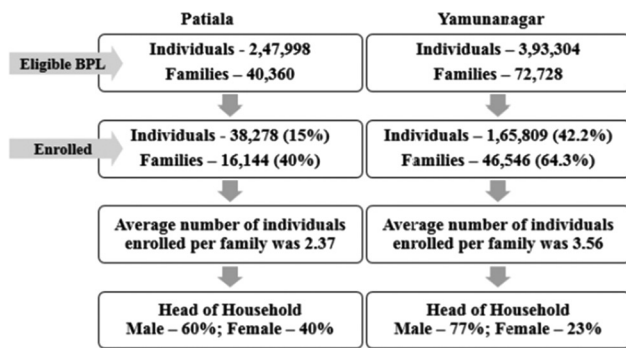 Patiala
Yamunanagar
Eligible BPL
Individuals - 2,47,998
Families – 40,360
Individuals – 3,93,304
Families – 72,728
Enrolled
Individuals - 38,278 (15%)
Families – 16,144 (40%)
Individuals – 1,65,809 (42.2%)
Families – 46,546 (64.3%)
Average number of individuals
enrolled per family was 2.37
Average number of individuals
enrolled per family was 3.56
Head of Household
Male – 60%; Female – 40%
Head of Household
Male – 77%; Female – 23%